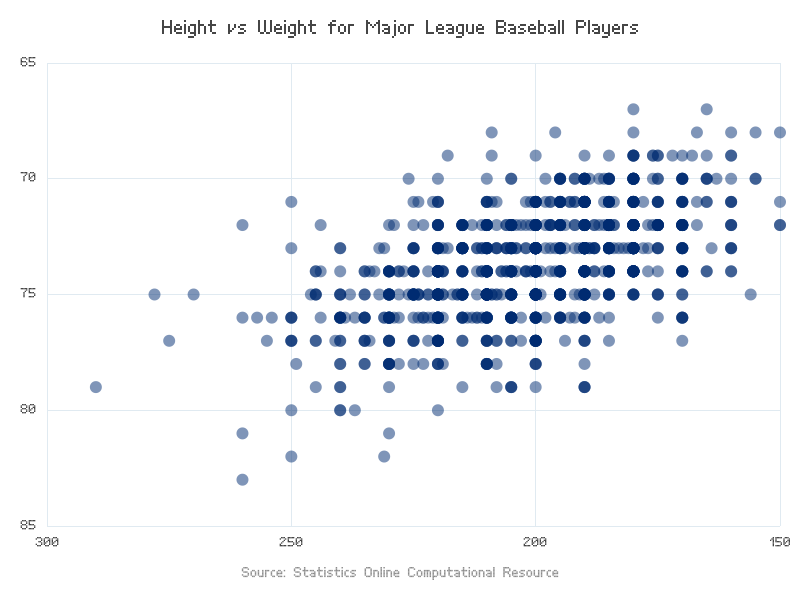 Height vs Weight for Major League Baseball Players
65
70
75
80
85
300 250 200 150
Source: Statistics Online Computational Resource